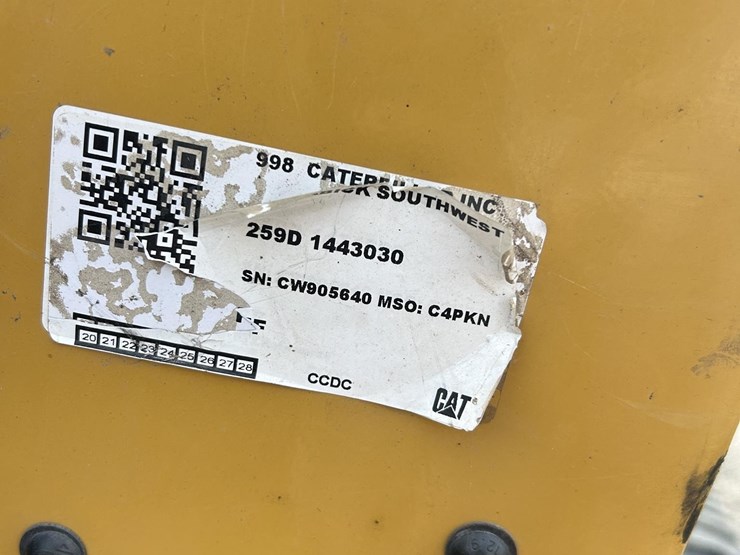 998 CATERPILLAR INC
SOUTHWEST
259D 1443030
SN: CW905640 MSO: C4PKN
20 21 22 23 24 25 26 27 28
CCDC
CAT